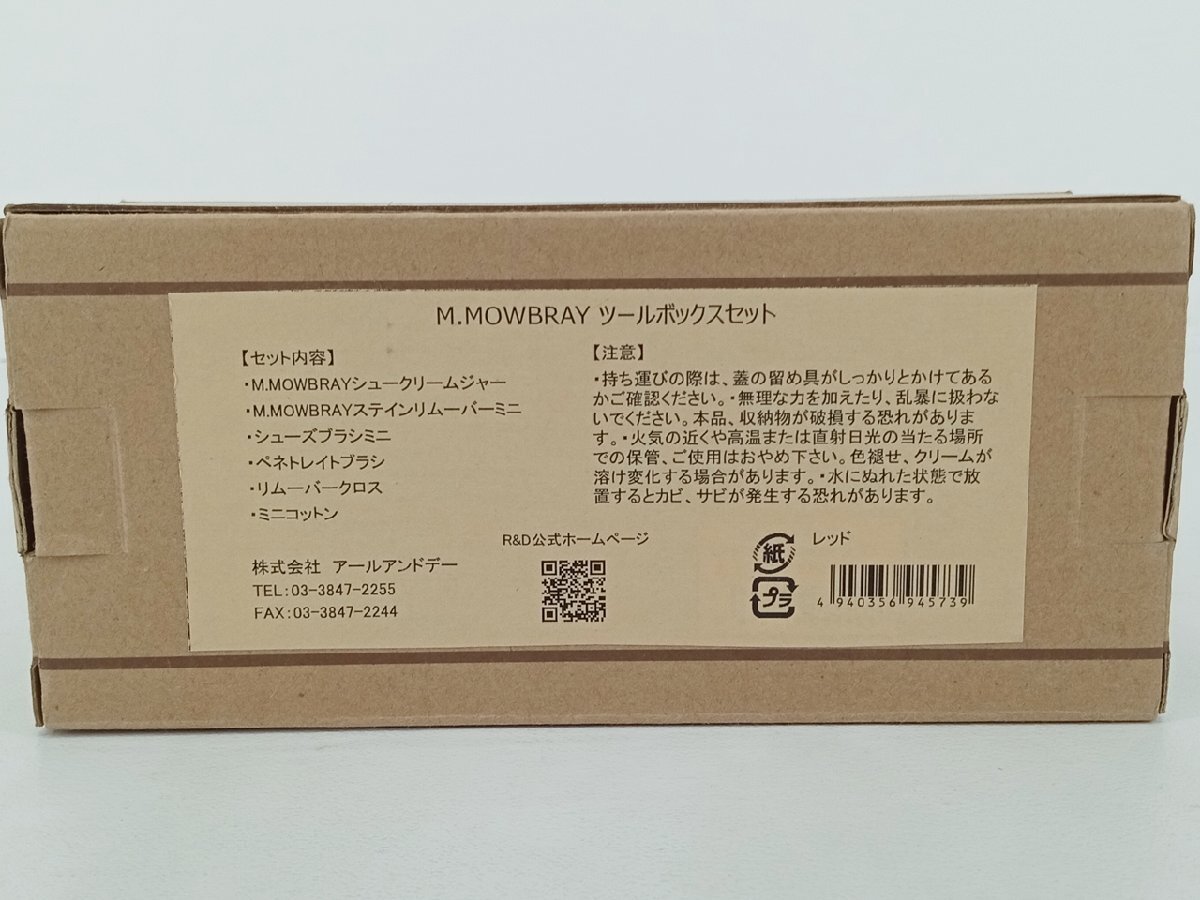 M.MOWBRAY ツールボックスセット
【セット内容】
・M.MOWBRAYシュークリームジャー
・M.MOWBRAYステインリムーバーミニ
・シューズブラシミニ
・ペネトレイトブラシ
・リムーバークロス
・ミニコットン
【注意】
・持ち運びの際は、蓋の留め具がしっかりとかけてある
かご確認ください。・無理な力を加えたり、乱暴に扱わな
いでください。本品、収納物が破損する恐れがありま
す。・火気の近くや高温または直射日光の当たる場所
での保管、ご使用はおやめ下さい。色褪せ、クリームが
溶け変化する場合があります。・水にぬれた状態で放
置するとカビ、サビが発生する恐れがあります。
株式会社 アールアンドデー
TEL:03-3847-2255
FAX:03-3847-2244
R&D公式ホームページ
紙
プラ
レッド
4 940356 945739